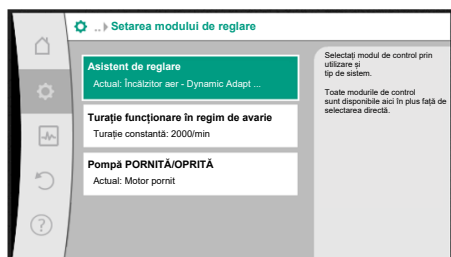 .. Setarea modului de reglare
Asistent de reglare
Actual: Încălzitor aer - Dynamic Adapt ...
Turație funcționare în regim de avarie
Turație constantă: 2000/min
Pompă PORNITĂ/OPRITĂ
Actual: Motor pornit
Selectați modul de control prin
utilizare și
tip de sistem.
Toate modurile de control
sunt disponibile aici în plus față de
selectarea directă.
?